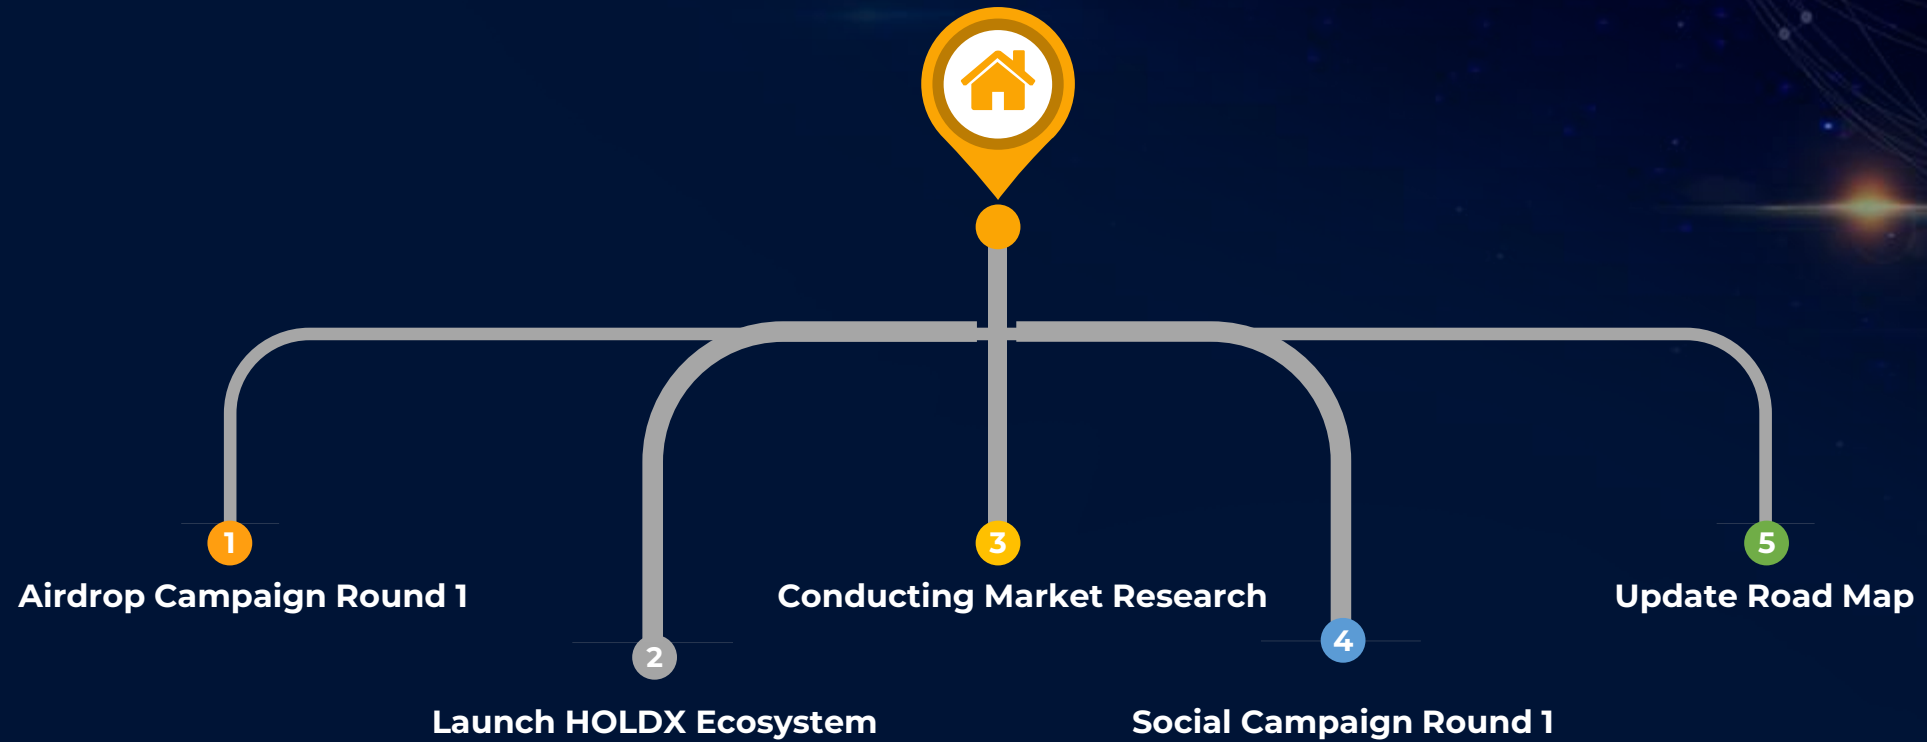 1
Airdrop Campaign Round 1
2
Launch HOLDX Ecosystem
3
Conducting Market Research
4
Social Campaign Round 1
5
Update Road Map